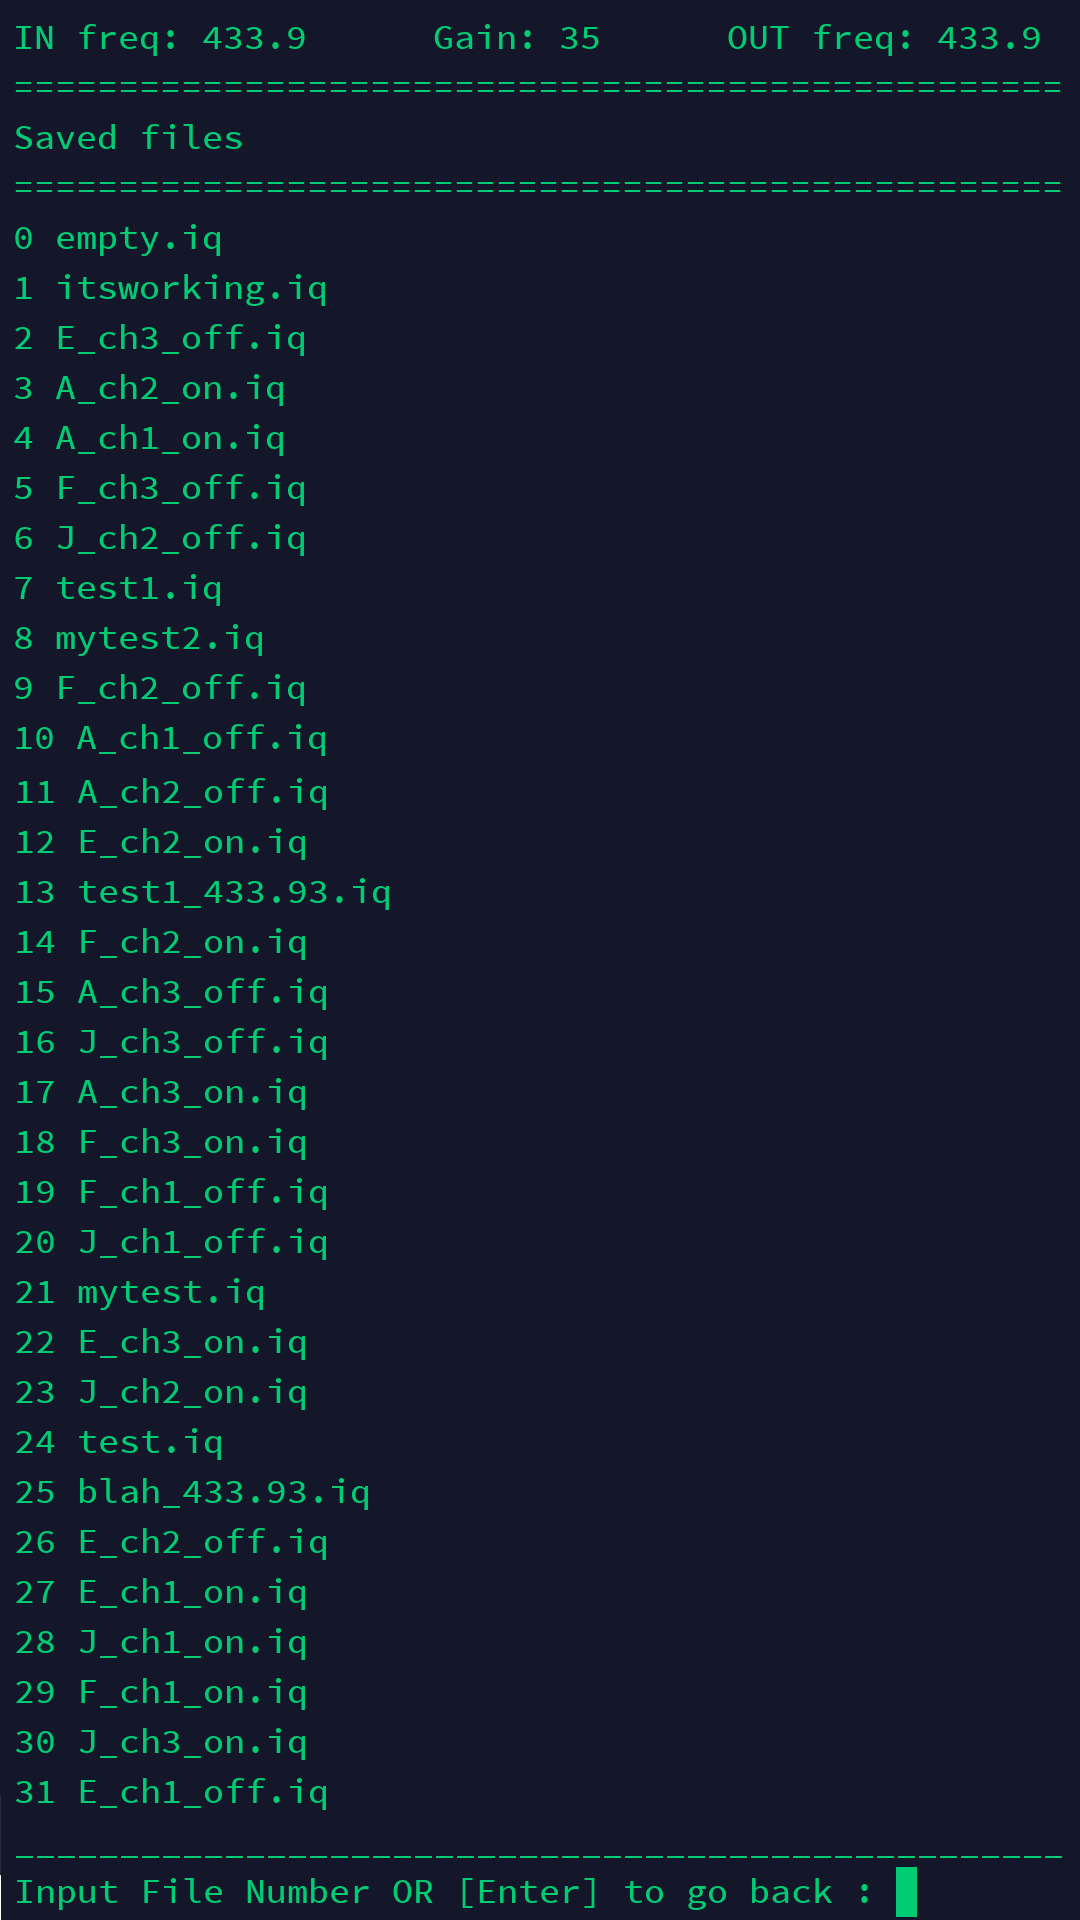 IN freq: 433.9      Gain: 35      OUT freq: 433.9
==================================================
Saved files
==================================================
0 empty.iq
1 itsworking.iq
2 E_ch3_off.iq
3 A_ch2_on.iq
4 A_ch1_on.iq
5 F_ch3_off.iq
6 J_ch2_off.iq
7 test1.iq
8 mytest2.iq
9 F_ch2_off.iq
10 A_ch1_off.iq
11 A_ch2_off.iq
12 E_ch2_on.iq
13 test1_433.93.iq
14 F_ch2_on.iq
15 A_ch3_off.iq
16 J_ch3_off.iq
17 A_ch3_on.iq
18 F_ch3_on.iq
19 F_ch1_off.iq
20 J_ch1_off.iq
21 mytest.iq
22 E_ch3_on.iq
23 J_ch2_on.iq
24 test.iq
25 blah_433.93.iq
26 E_ch2_off.iq
27 E_ch1_on.iq
28 J_ch1_on.iq
29 F_ch1_on.iq
30 J_ch3_on.iq
31 E_ch1_off.iq
__________________________________________________
Input File Number OR [Enter] to go back :